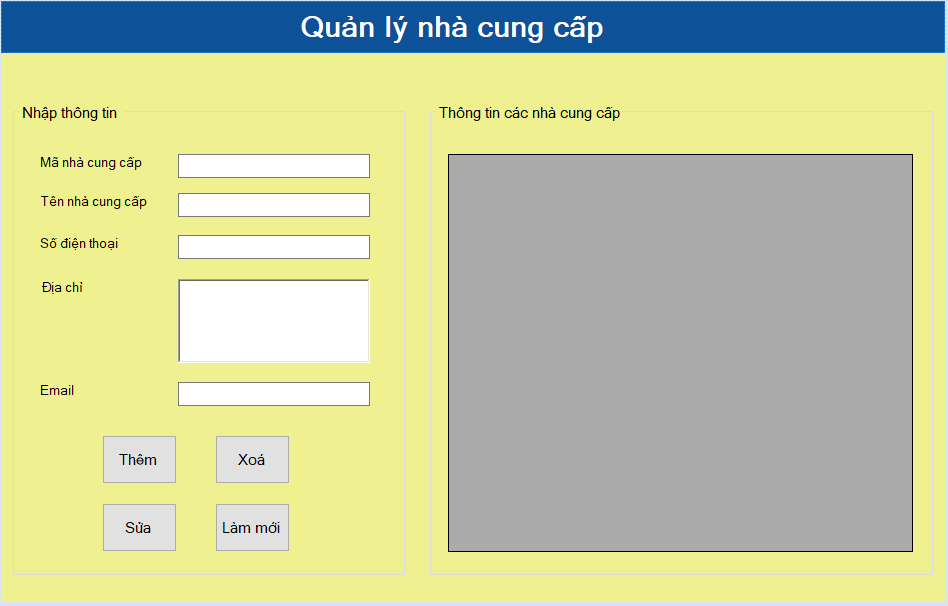 Quản lý nhà cung cấp
Nhập thông tin
Mã nhà cung cấp
Tên nhà cung cấp
Số điện thoại
Địa chỉ
Email
Thêm
Xoá
Sửa
Làm mới
Thông tin các nhà cung cấp